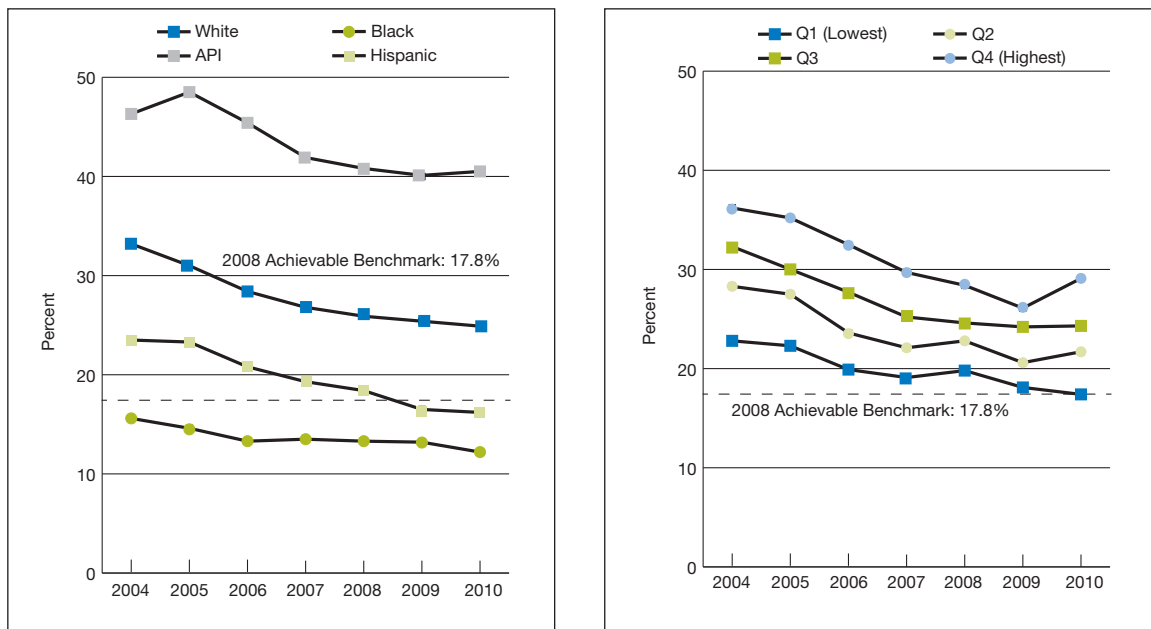 White
Black
API
Hispanic
50
40
30
20
10
0
Percent
2008 Achievable Benchmark: 17.8%
2004 2005 2006 2007 2008 2009 2010
Q1 (Lowest)
Q2
Q3
Q4 (Highest)
50
40
30
20
10
0
Percent
2008 Achievable Benchmark: 17.8%
2004 2005 2006 2007 2008 2009 2010